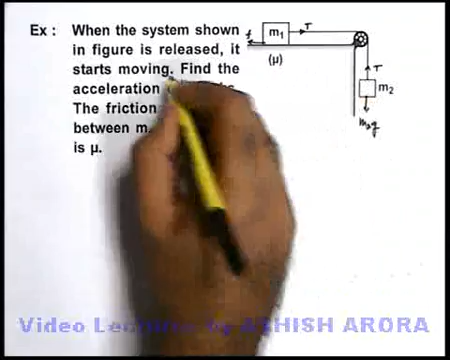 Ex : When the system shown
in figure is released, it
starts moving. Find the
acceleration
The friction
between m
is μ.
f
m₁
T
(μ)
T
m₂
m₂g
Video Lectures by ASHISH ARORA